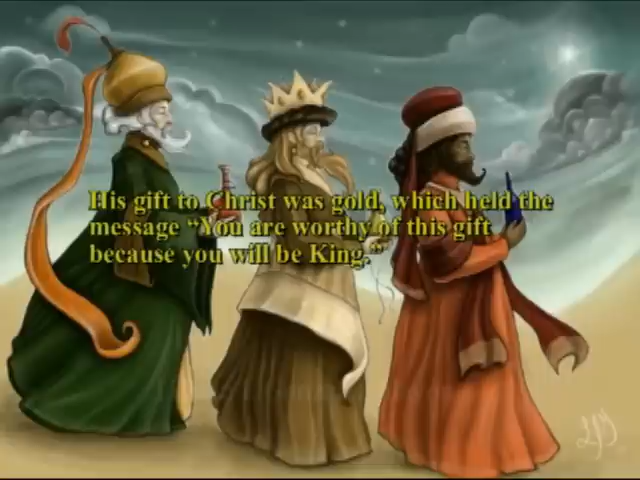 His gift to Christ was gold, which held the
message “You are worthy of this gift
because you will be King.”